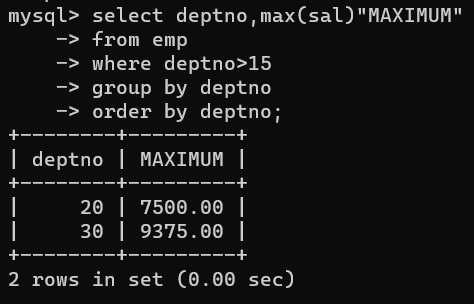 mysql> select deptno,max(sal)"MAXIMUM"
    -> from emp
    -> where deptno>15
    -> group by deptno
    -> order by deptno;
+--------+---------+
| deptno | MAXIMUM |
+--------+---------+
|     20 | 7500.00 |
|     30 | 9375.00 |
+--------+---------+
2 rows in set (0.00 sec)